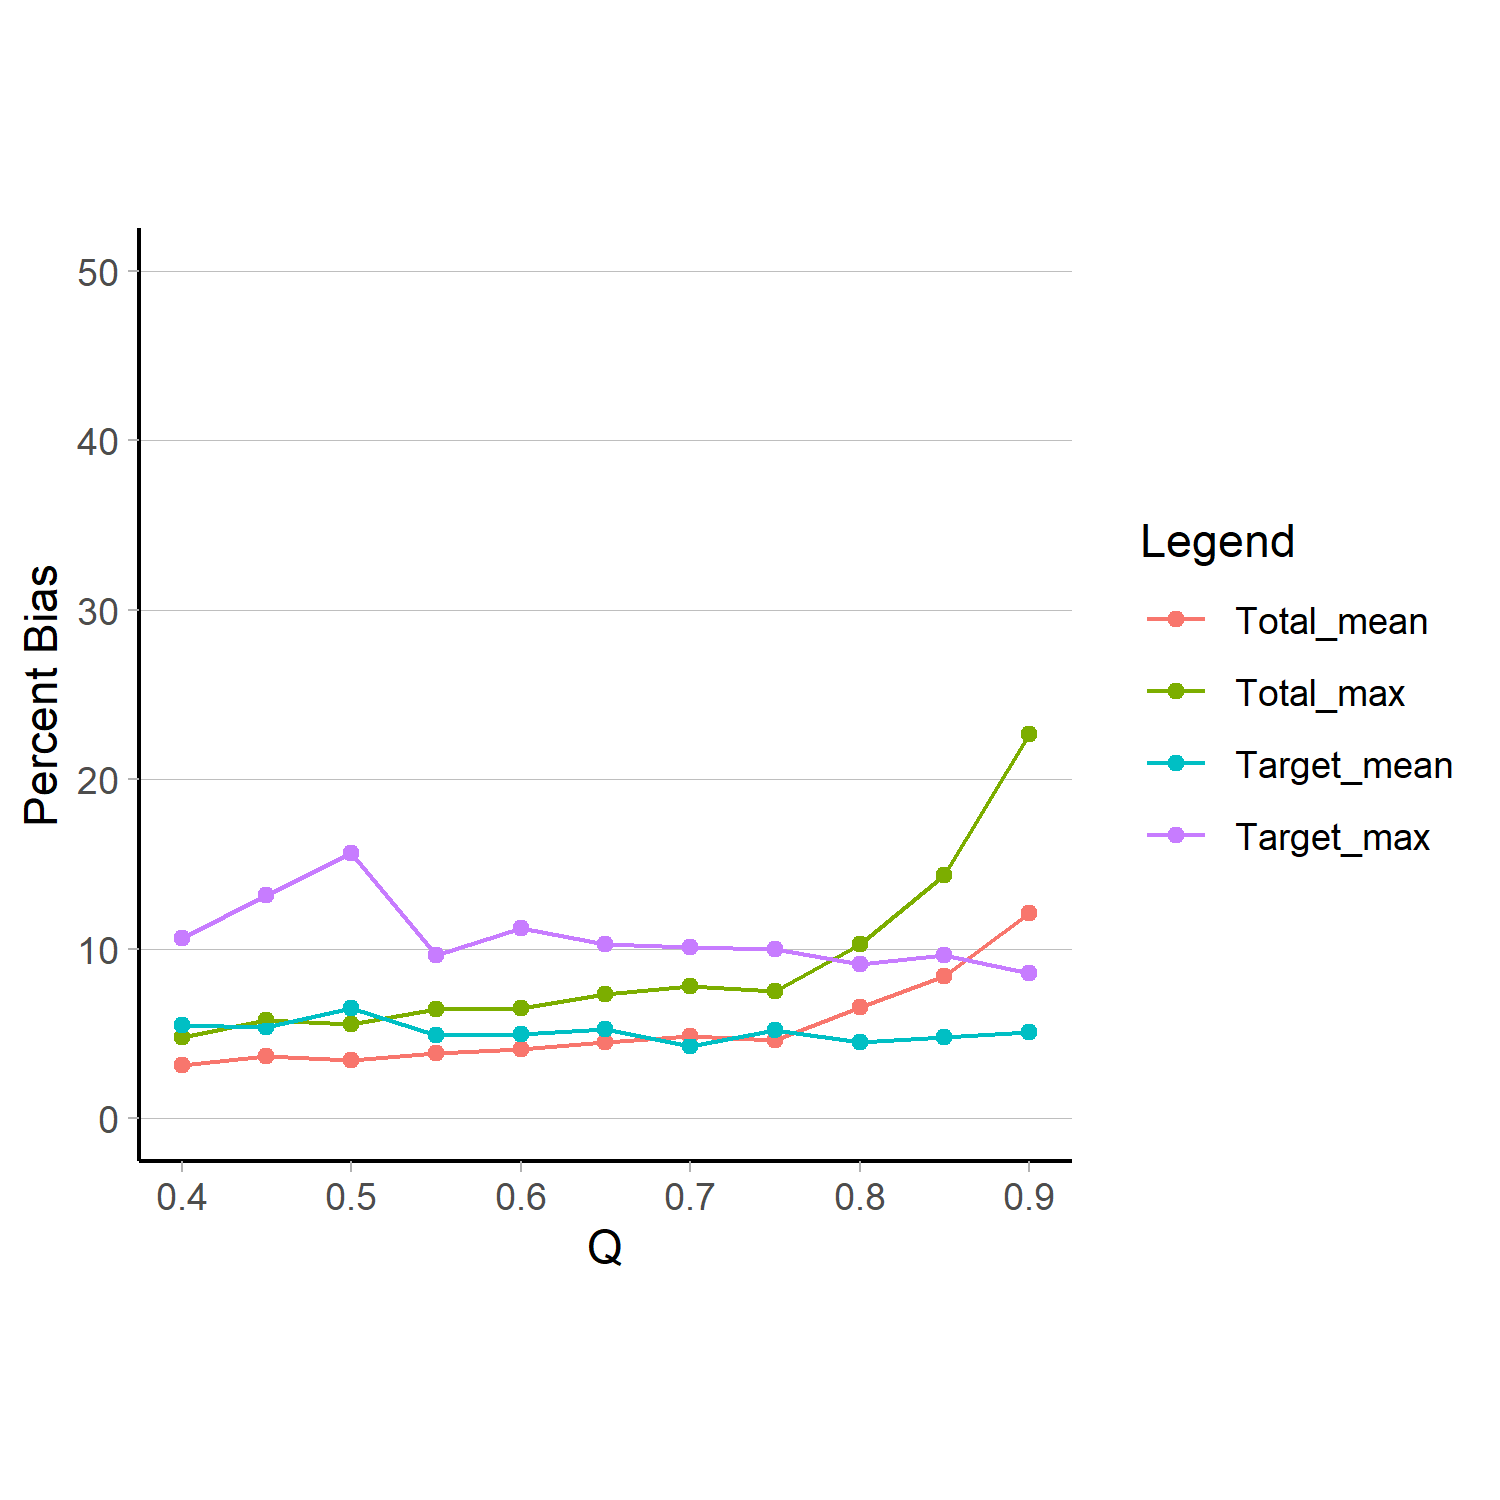 50
40
30
20
10
0
Percent Bias
0.4 0.5 0.6 0.7 0.8 0.9
Q
Legend
Total_mean
Total_max
Target_mean
Target_max